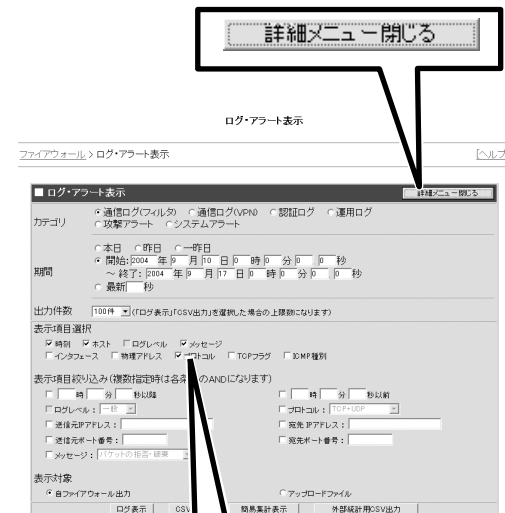 詳細メニュー閉じる
ログ・アラート表示
ファイアウォール > ログ・アラート表示 [ヘルプ
■ ログ・アラート表示 詳細メニュー閉じる
カテゴリ 通信ログ(フィルタ) 通信ログ(VPN) 認証ログ 運用ログ
攻撃アラート システムアラート
本日 昨日 一昨日
期間 開始: 2004 年 9 月 10 日 0 時 0 分 0 秒
～ 終了: 2004 年 9 月 17 日 0 時 0 分 0 秒
最新 秒
出力件数 100件 (「ログ表示」「CSV出力」を選択した場合の上限数になります)
表示項目選択
時刻 ホスト ログレベル メッセージ
インタフェース 物理アドレス プロトコル TCPフラグ ICMP種別
表示項目絞り込み (複数指定時は各条 のANDになります)
時 分 秒以降 時 分 秒以前
ログレベル : 一致 プロトコル : TCP+UDP
送信元IPアドレス : 宛先IPアドレス :
送信元ポート番号 : 宛先ポート番号 :
メッセージ : パケットの拒否・破棄
表示対象
自ファイアウォール出力 アップロードファイル
ログ表示 CSV 簡易集計表示 外部統計用CSV出力